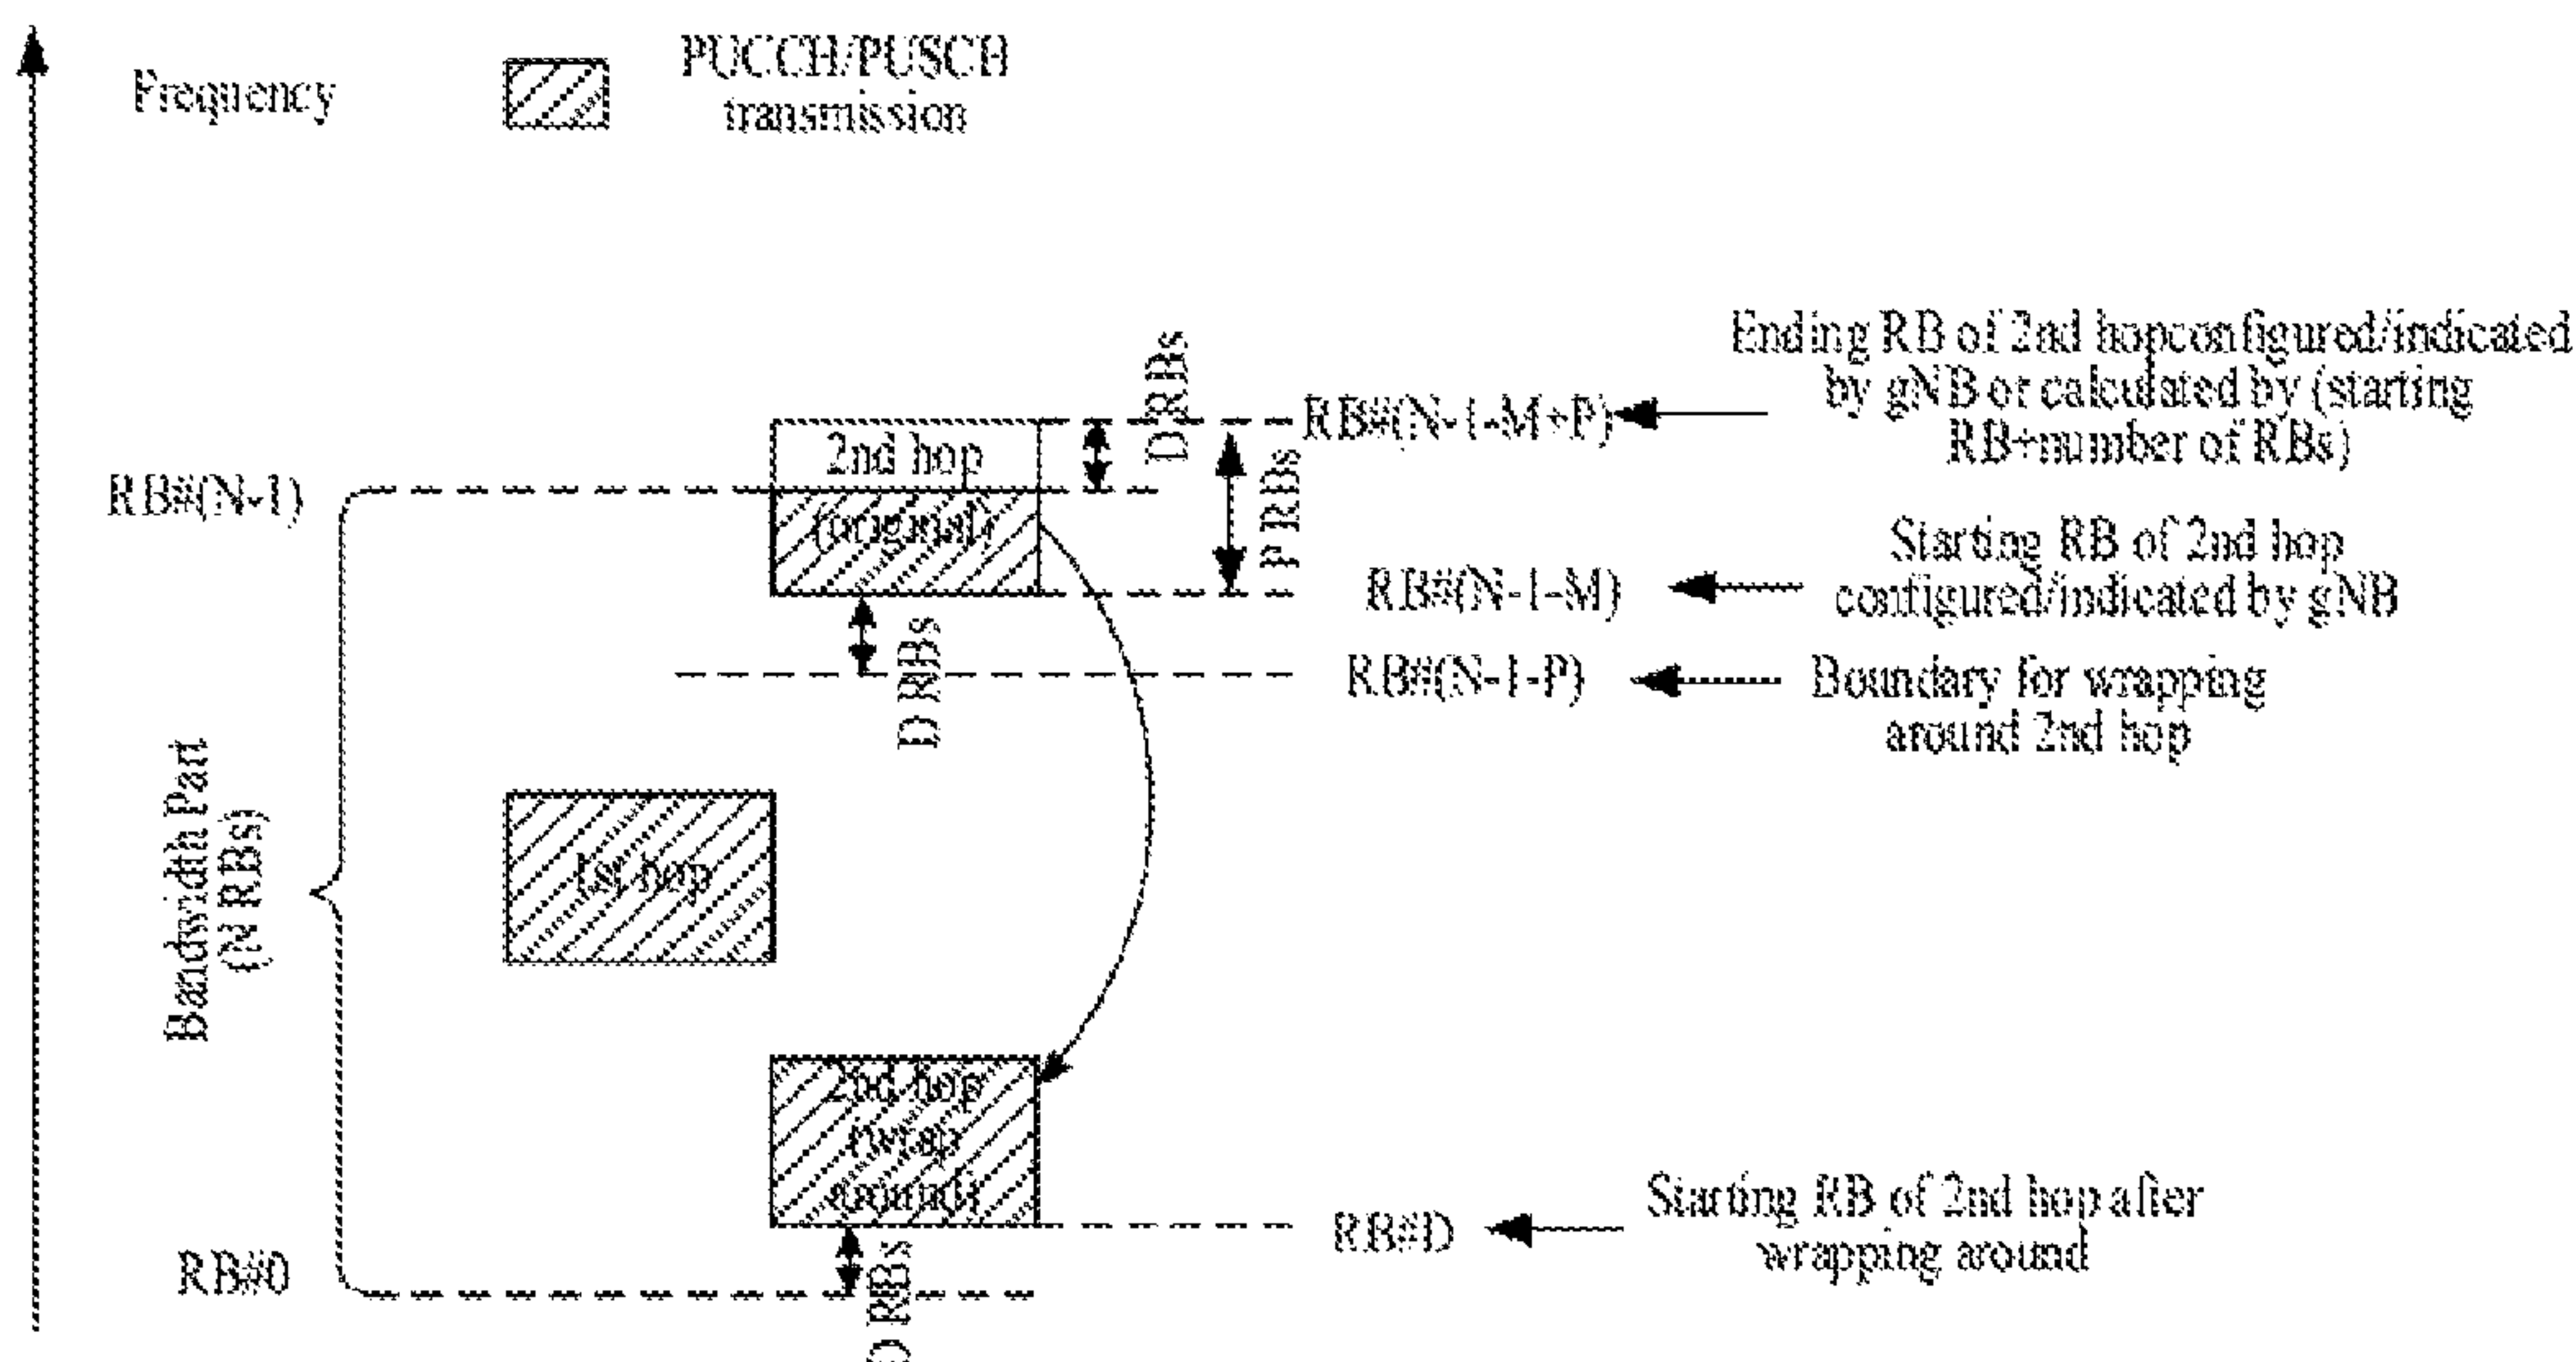 Frequency
PUCCH/PUSCH
transmission
D RBs
RB#(N-1-M+P)
Ending RB of 2nd hopconfigured/indicated
by gNB or calculated by (starting
RB+number of RBs)
2nd hop
(original)
RB#(N-1)
P RBs
RB#(N-1-M)
Starting RB of 2nd hop
configured/indicated by gNB
D RBs
RB#(N-1-P)
Boundary for wrapping
around 2nd hop
Bandwidth Part
(N RBs)
1st hop
2nd hop
(wrap
around)
RB#D
Starting RB of 2nd hop after
wrapping around
RB#0
D RBs